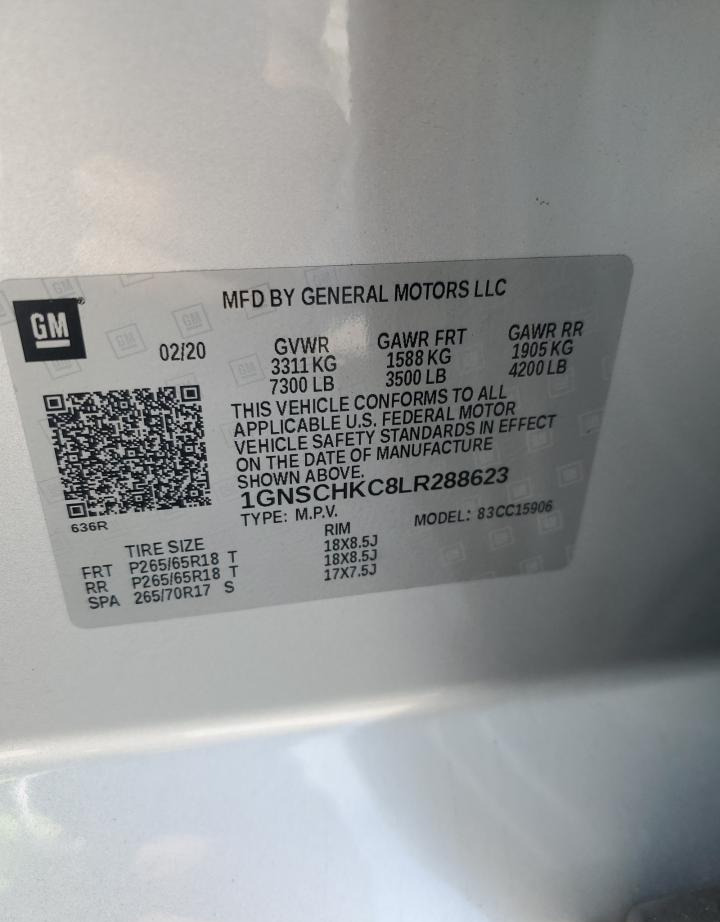 GM
MFD BY GENERAL MOTORS LLC
02/20 GVWR GAWR FRT GAWR RR
3311 KG 1588 KG 1905 KG
7300 LB 3500 LB 4200 LB
THIS VEHICLE CONFORMS TO ALL
APPLICABLE U.S. FEDERAL MOTOR
VEHICLE SAFETY STANDARDS IN EFFECT
ON THE DATE OF MANUFACTURE
SHOWN ABOVE.
1GNSCHKC8LR288623
TYPE: M.P.V. MODEL: 83CC15906
636R
TIRE SIZE RIM
FRT P265/65R18 T 18X8.5J
RR P265/65R18 T 18X8.5J
SPA 265/70R17 S 17X7.5J